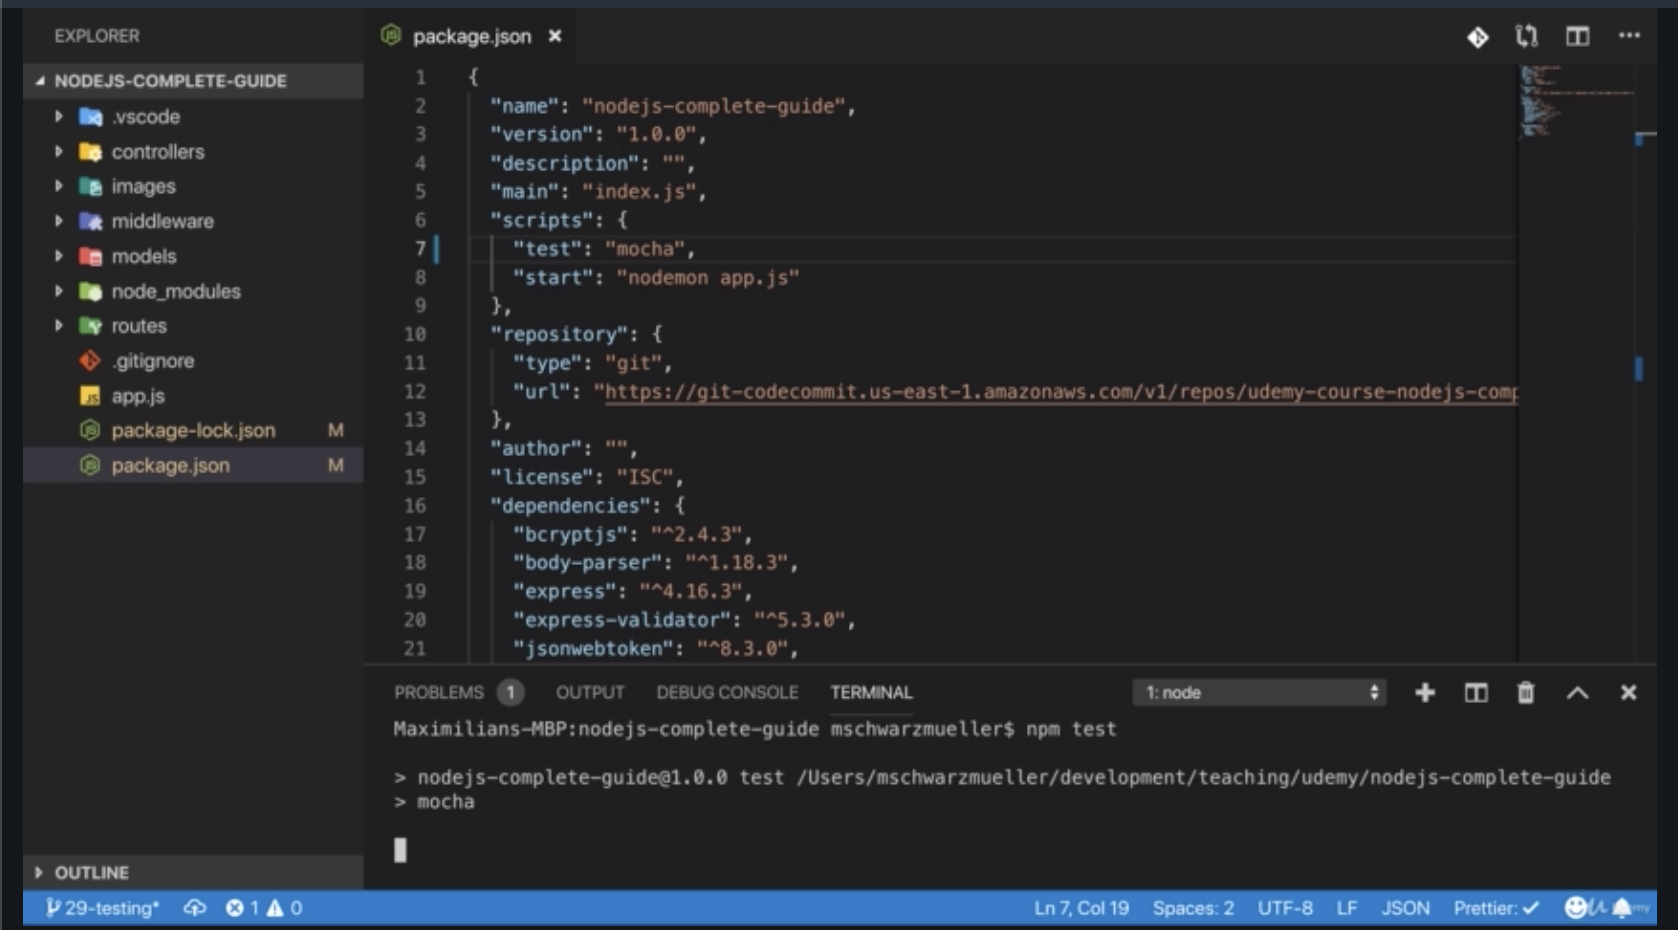 EXPLORER
NODEJS-COMPLETE-GUIDE
.vscode
controllers
images
middleware
models
node_modules
routes
.gitignore
app.js
package-lock.json M
package.json M
OUTLINE
package.json
1 {
2 "name": "nodejs-complete-guide",
3 "version": "1.0.0",
4 "description": "",
5 "main": "index.js",
6 "scripts": {
7 "test": "mocha",
8 "start": "nodemon app.js"
9 },
10 "repository": {
11 "type": "git",
12 "url": "https://git-codecommit.us-east-1.amazonaws.com/v1/repos/udemy-course-nodejs-comp
13 },
14 "author": "",
15 "license": "ISC",
16 "dependencies": {
17 "bcryptjs": "^2.4.3",
18 "body-parser": "^1.18.3",
19 "express": "^4.16.3",
20 "express-validator": "^5.3.0",
21 "jsonwebtoken": "^8.3.0",
PROBLEMS 1 OUTPUT DEBUG CONSOLE TERMINAL 1: node
Maximilians-MBP:nodejs-complete-guide mschwarzmueller$ npm test
> nodejs-complete-guide@1.0.0 test /Users/mschwarzmueller/development/teaching/udemy/nodejs-complete-guide
> mocha
29-testing* 1 0 Ln 7, Col 19 Spaces: 2 UTF-8 LF JSON Prettier: ✓